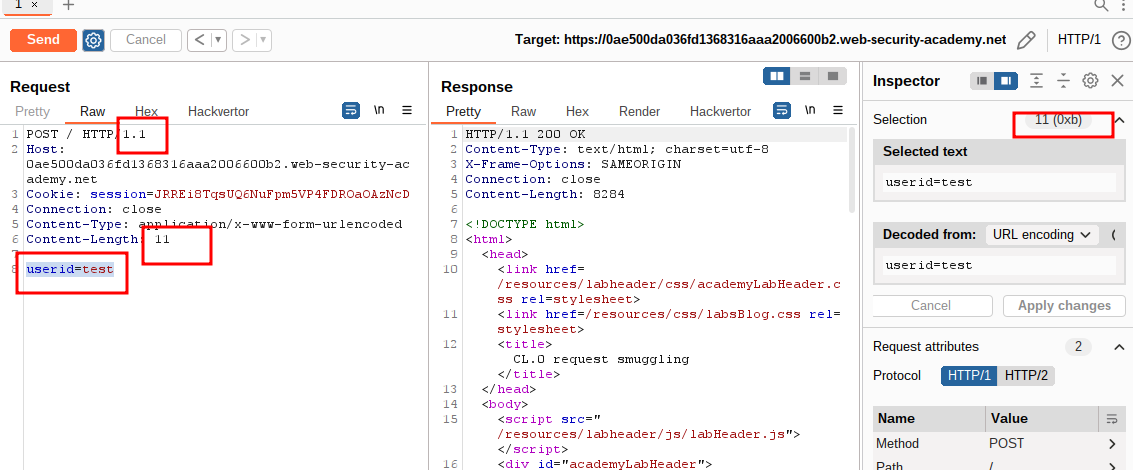 1 × +
Send Cancel < > Target: https://0ae500da036fd1368316aaa2006600b2.web-security-academy.net HTTP/1
Request
Pretty Raw Hex Hackvertor \n
1 POST / HTTP/1.1
2 Host:
0ae500da036fd1368316aaa2006600b2.web-security-ac
ademy.net
3 Cookie: session=JRREi8TqsUQ6NuFpm5VP4FDROaOAzNcD
4 Connection: close
5 Content-Type: application/x-www-form-urlencoded
6 Content-Length: 11
7
8 userid=test
Response
Pretty Raw Hex Render Hackvertor \n
1 HTTP/1.1 200 OK
2 Content-Type: text/html; charset=utf-8
3 X-Frame-Options: SAMEORIGIN
4 Connection: close
5 Content-Length: 8284
6
7 <!DOCTYPE html>
8 <html>
9 <head>
10 <link href=
/resources/labheader/css/academyLabHeader.c
ss rel=stylesheet>
11 <link href=/resources/css/labsBlog.css rel=
stylesheet>
12 <title>
CL.0 request smuggling
</title>
13 </head>
14 <body>
15 <script src="
/resources/labheader/js/labHeader.js">
</script>
16 <div id="academyLabHeader">
Inspector
Selection 11 (0xb)
Selected text
userid=test
Decoded from: URL encoding
userid=test
Cancel Apply changes
Request attributes 2
Protocol HTTP/1 HTTP/2
Name Value
Method POST
Path /